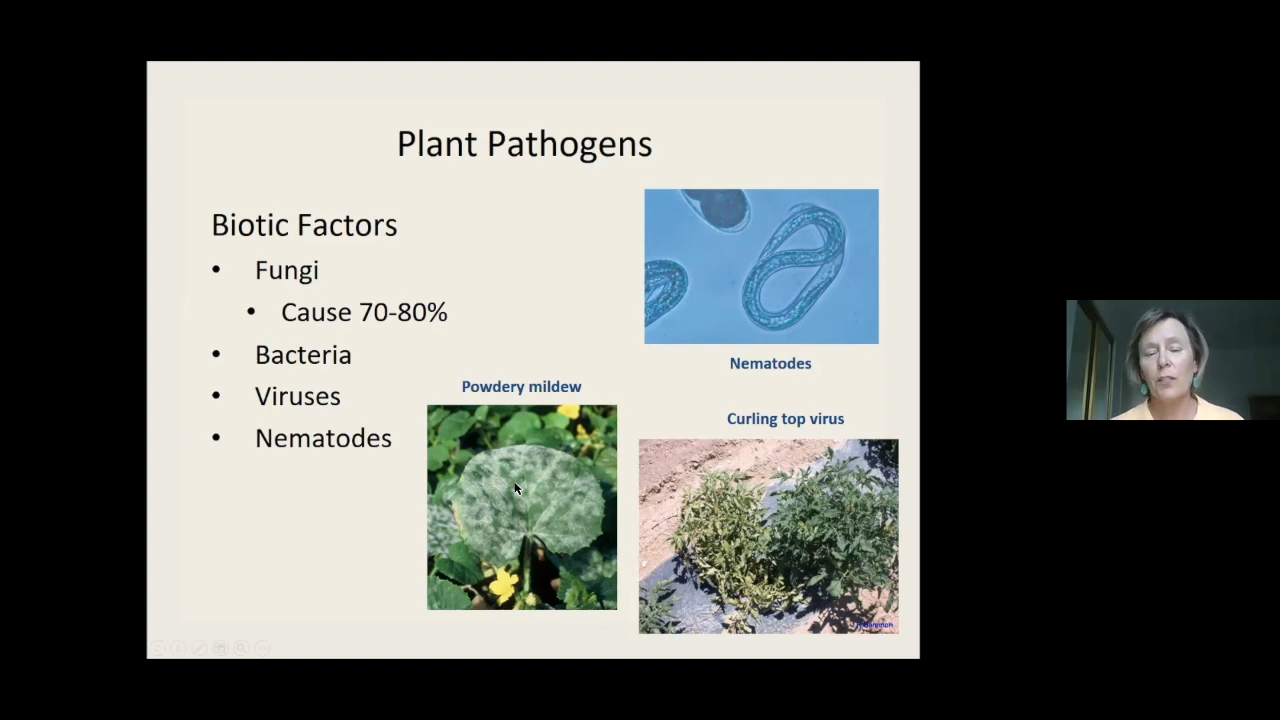 Plant Pathogens
Biotic Factors
• Fungi
• Cause 70-80%
• Bacteria
• Viruses
• Nematodes
Powdery mildew
Nematodes
Curling top virus